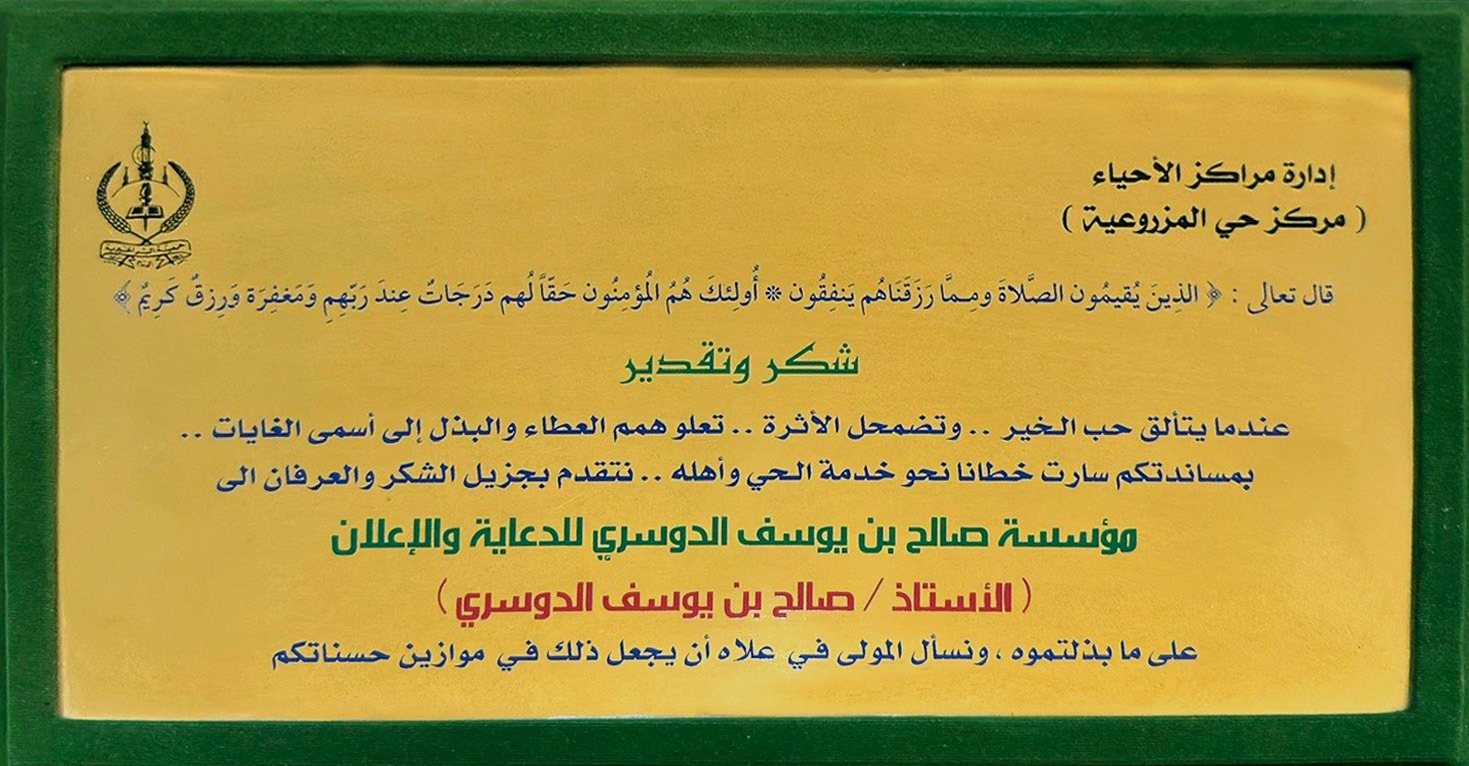 إدارة مراكز الأحياء
( مركز حي المزروعية )
قال تعالى : ﴿ الذِينَ يُقيمُون الصَّلاةَ ومِمَّا رَزَقَنَاهُم يَنفِقُون * أُولئِكَ هُمُ المُؤمِنُون حَقّاً لُهم دَرَجَاتٌ عِندَ رَبِّهِم وَمَغفِرَة وَرِزقٌ كَرِيمٌ ﴾
شكر وتقدير
عندما يتألق حب الخير .. وتضمحل الأثرة .. تعلو همم العطاء والبذل إلى أسمى الغايات ..
بمساندتكم سارت خطانا نحو خدمة الحي وأهله .. نتقدم بجزيل الشكر والعرفان الى
مؤسسة صالح بن يوسف الدوسري للدعاية والإعلان
( الأستاذ / صالح بن يوسف الدوسري )
على ما بذلتموه ، ونسأل المولى في علاه أن يجعل ذلك في موازين حسناتكم